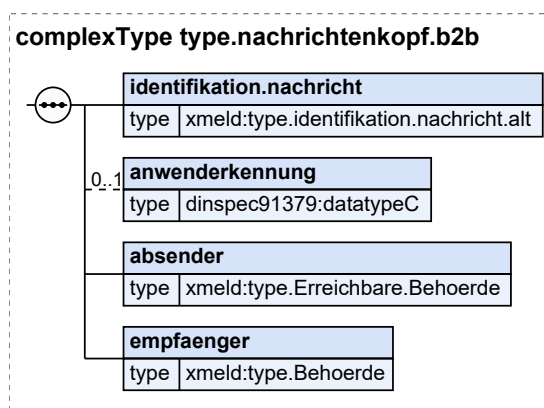 complexType type.nachrichtenkopf.b2b
identifikation.nachricht
type xmeld:type.identifikation.nachricht.alt
0..1
anwenderkennung
type dinspec91379:datatypeC
absender
type xmeld:type.Erreichbare.Behoerde
empfaenger
type xmeld:type.Behoerde